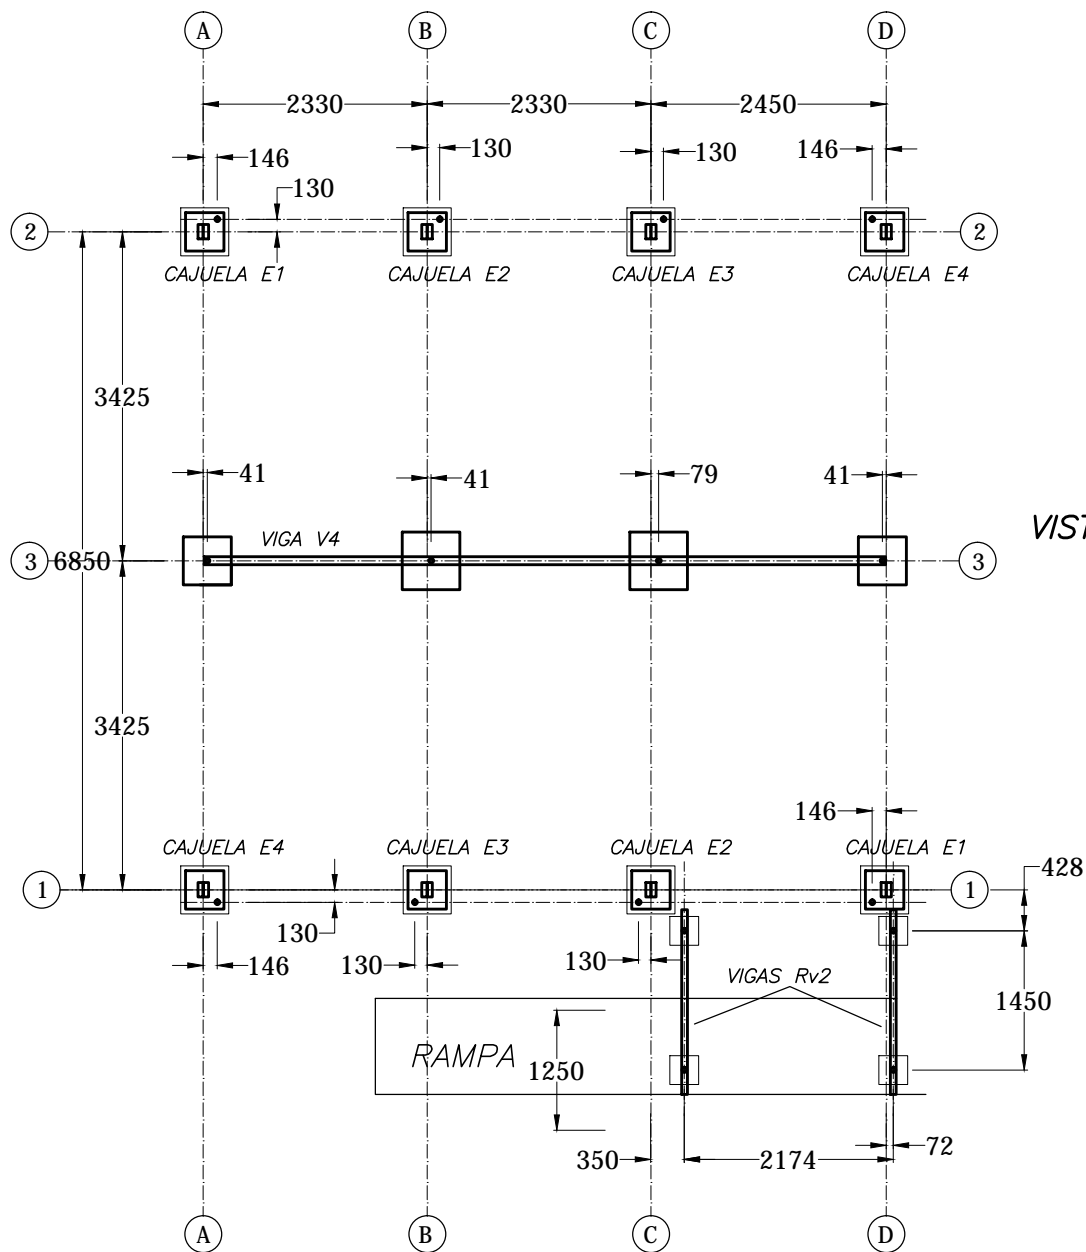 A B C D
2330 2330 2450
146 130 130 146
130
2 2
CAJUELA E1 CAJUELA E2 CAJUELA E3 CAJUELA E4
3425
41 41 79 41
VIGA V4
VIST
3 6850 3
3425
146
CAJUELA E4 CAJUELA E3 CAJUELA E2 CAJUELA E1
428
1 1
130
146 130 130
VIGAS Rv2
1450
RAMPA
1250
350 2174 72
A B C D